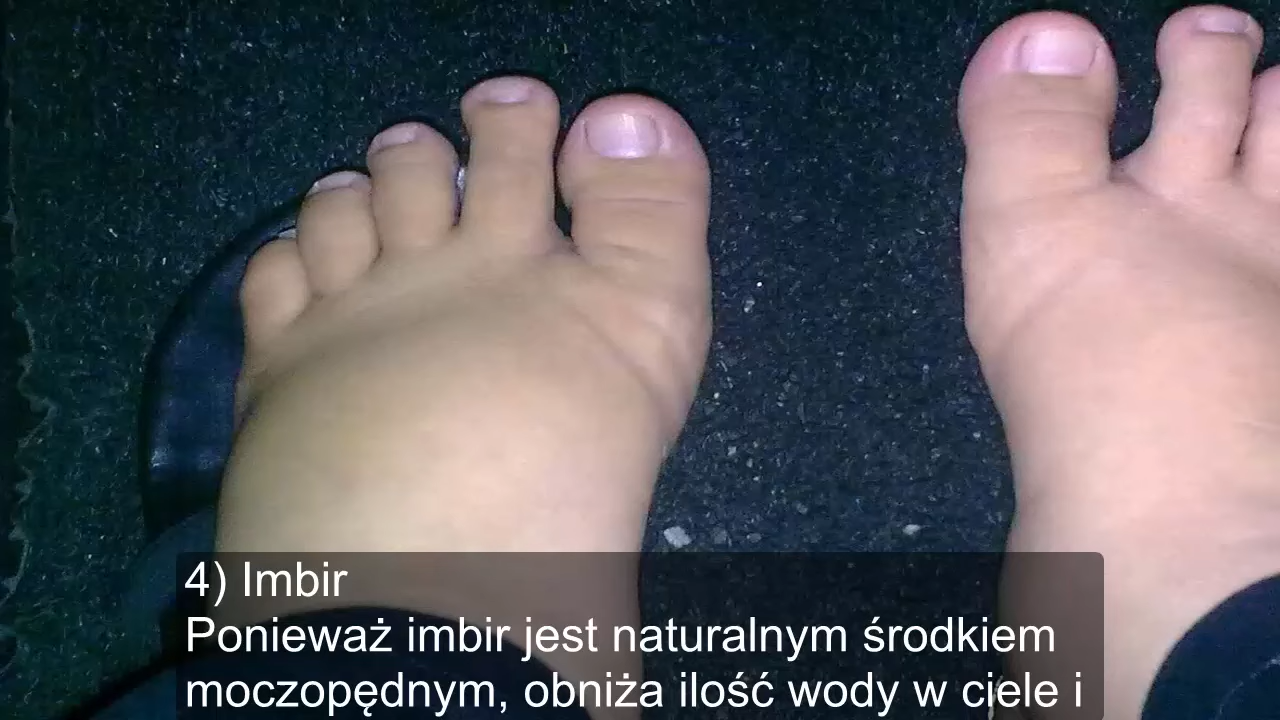 4) Imbir
Ponieważ imbir jest naturalnym środkiem
moczopędnym, obniża ilość wody w ciele i